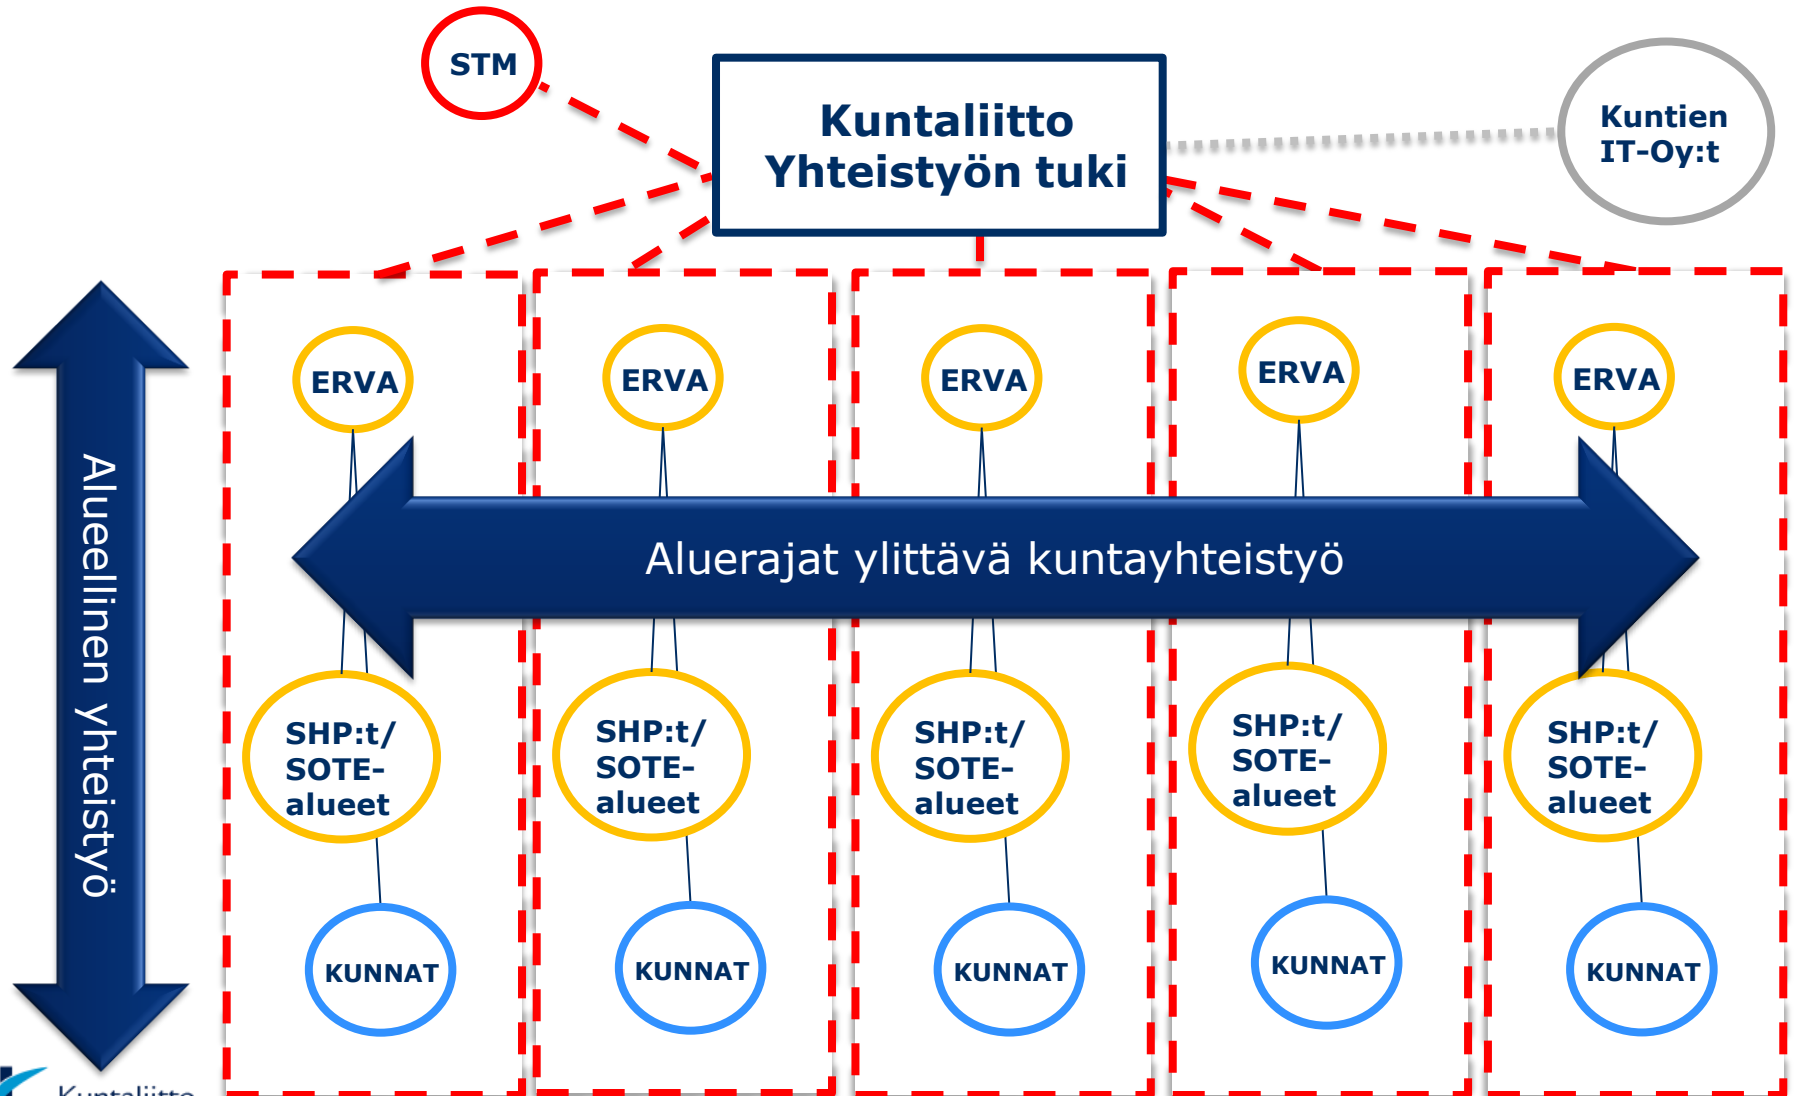 STM
Kuntaliitto
Yhteistyön tuki
Kuntien
IT-Oy:t
ERVA
ERVA
ERVA
ERVA
ERVA
Alueellinen yhteistyö
Aluerajat ylittävä kuntayhteistyö
SHP:t/
SOTE-
alueet
SHP:t/
SOTE-
alueet
SHP:t/
SOTE-
alueet
SHP:t/
SOTE-
alueet
SHP:t/
SOTE-
alueet
KUNNAT
KUNNAT
KUNNAT
KUNNAT
KUNNAT
Kuntaliitto